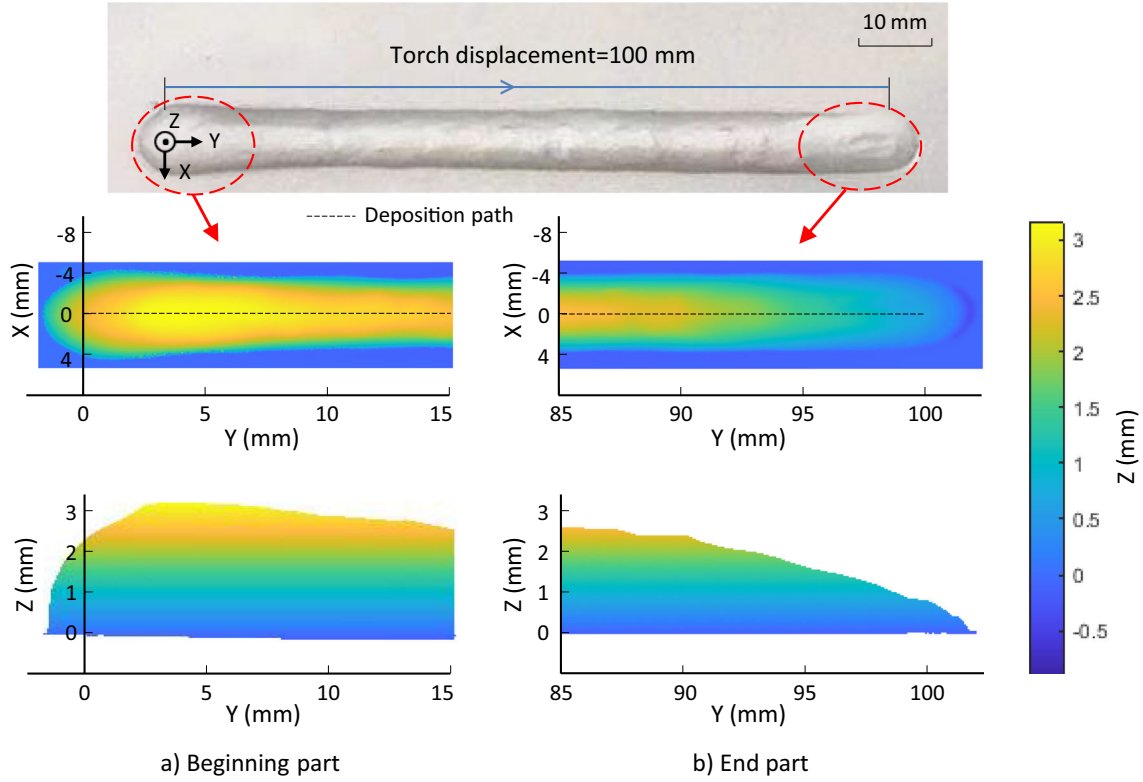 10 mm
Torch displacement=100 mm
Z
Y
X
Deposition path
-8
-4
0
4
X (mm)
0 5 10 15
Y (mm)
-8
-4
0
4
X (mm)
85 90 95 100
Y (mm)
3
2.5
2
1.5
1
0.5
0
-0.5
Z (mm)
3
2
1
0
Z (mm)
0 5 10 15
Y (mm)
3
2
1
0
Z (mm)
85 90 95 100
Y (mm)
a) Beginning part
b) End part